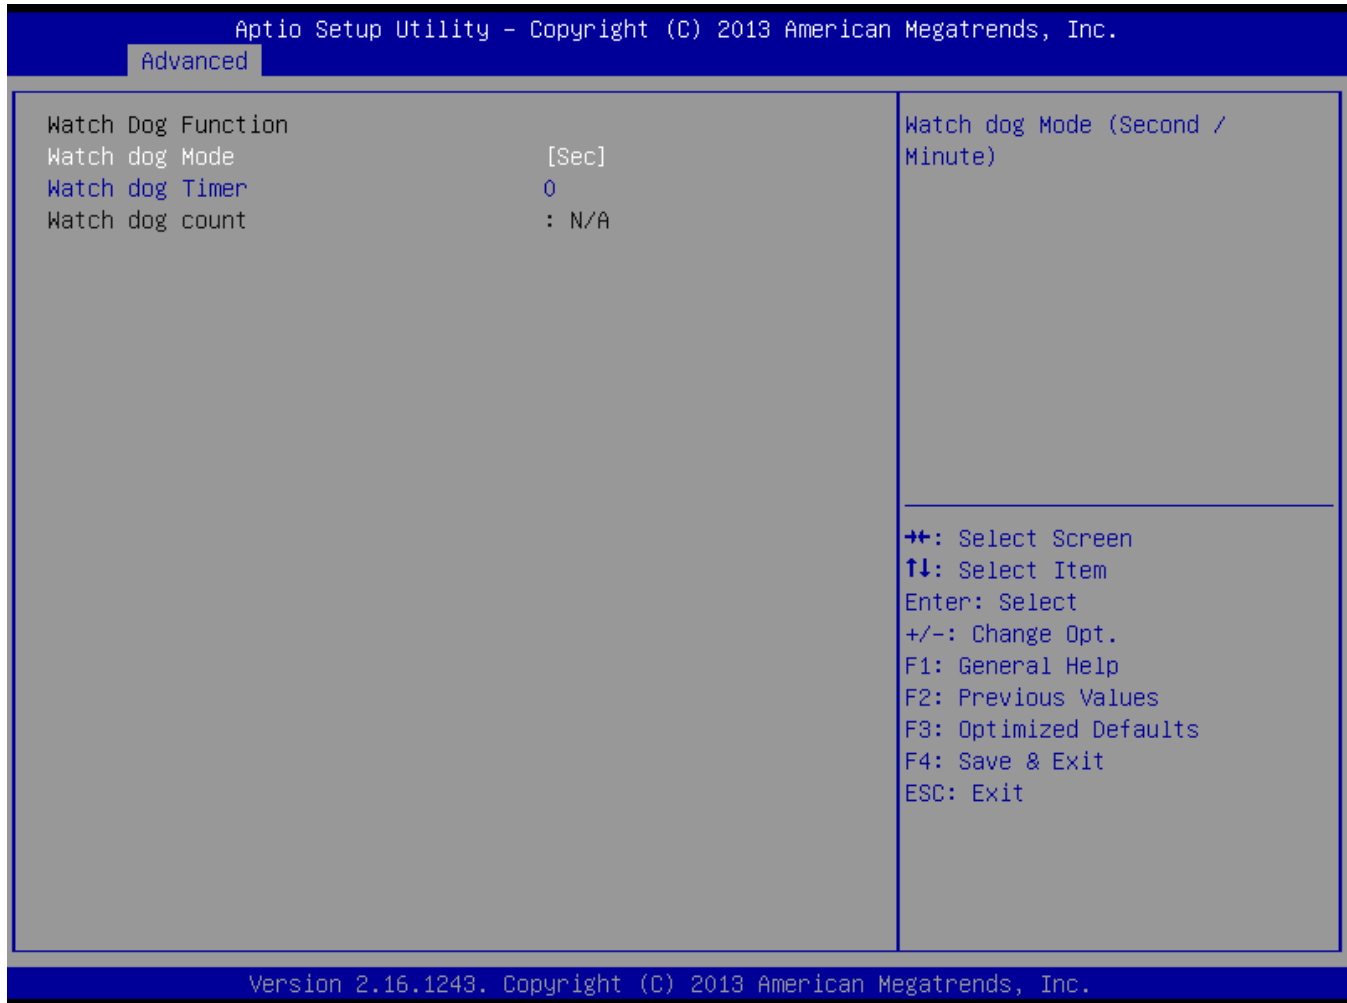 Aptio Setup Utility – Copyright (C) 2013 American Megatrends, Inc.
Advanced
Watch Dog Function
Watch dog Mode [Sec]
Watch dog Timer 0
Watch dog count : N/A
Watch dog Mode (Second /
Minute)
→←: Select Screen
↑↓: Select Item
Enter: Select
+/-: Change Opt.
F1: General Help
F2: Previous Values
F3: Optimized Defaults
F4: Save & Exit
ESC: Exit
Version 2.16.1243. Copyright (C) 2013 American Megatrends, Inc.